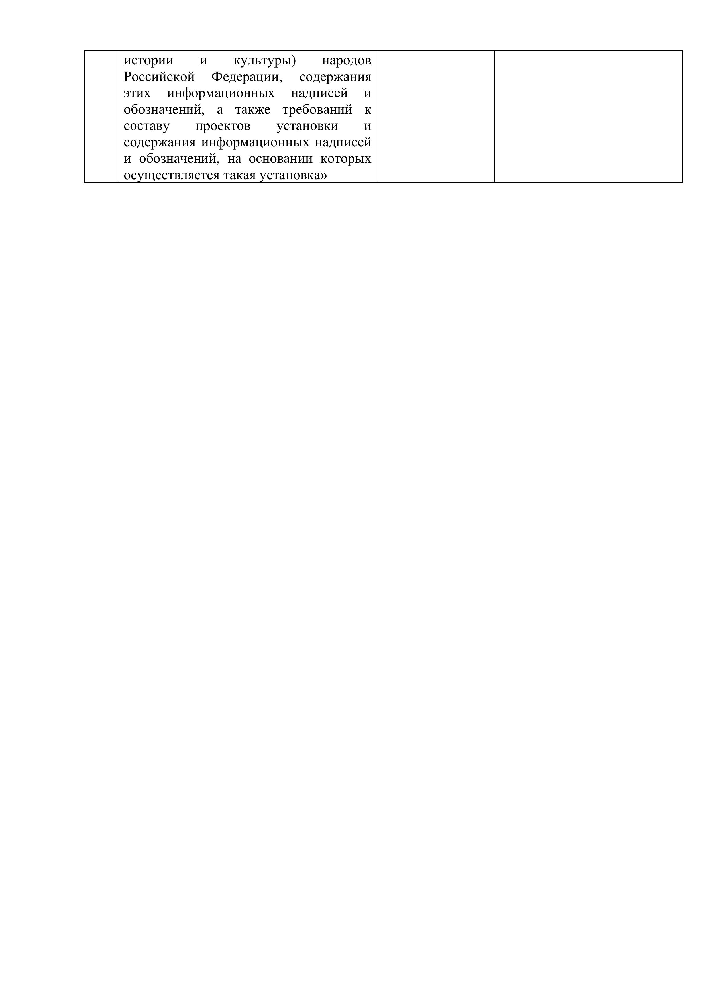 истории и культуры) народов
Российской Федерации, содержания
этих информационных надписей и
обозначений, а также требований к
составу проектов установки и
содержания информационных надписей
и обозначений, на основании которых
осуществляется такая установка»